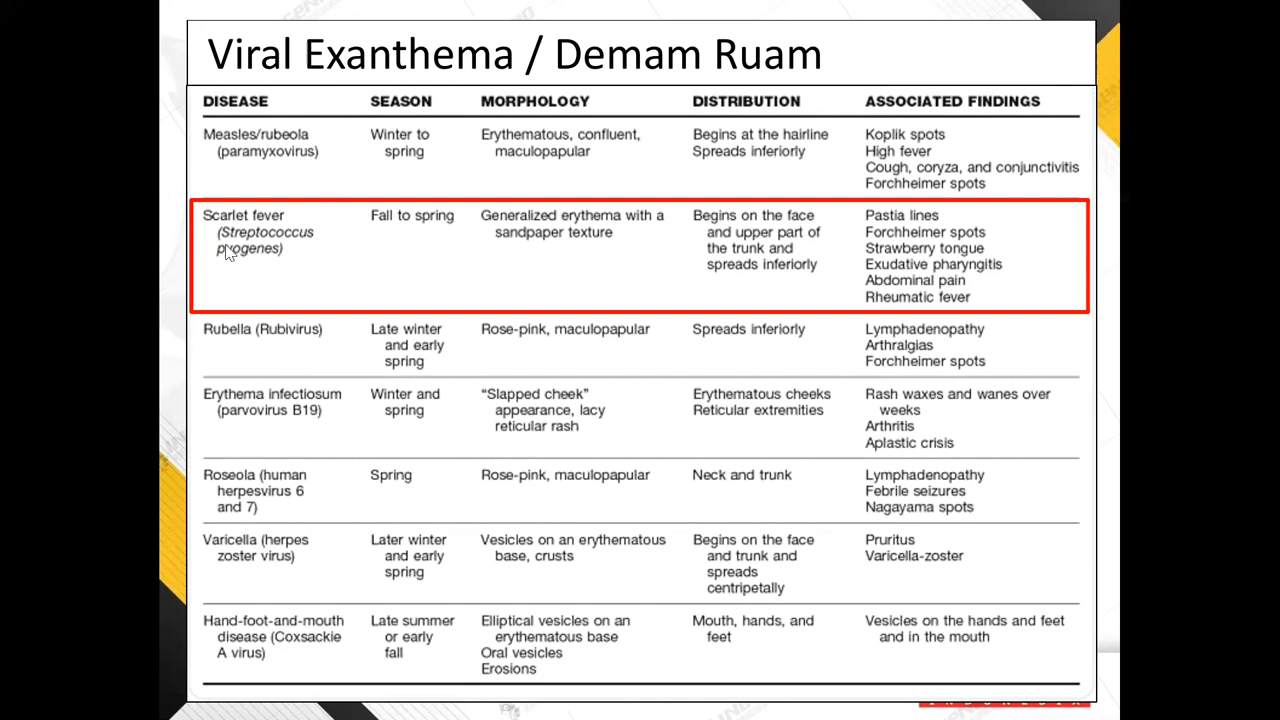 Viral Exanthema / Demam Ruam
DISEASE SEASON MORPHOLOGY DISTRIBUTION ASSOCIATED FINDINGS
Measles/rubeola Winter to Erythematous, confluent, Begins at the hairline Koplik spots
(paramyxovirus) spring maculopapular Spreads inferiorly High fever
Cough, coryza, and conjunctivitis
Forchheimer spots
Scarlet fever Fall to spring Generalized erythema with a Begins on the face Pastia lines
(Streptococcus sandpaper texture and upper part of Forchheimer spots
pyogenes) the trunk and Strawberry tongue
spreads inferiorly Exudative pharyngitis
Abdominal pain
Rheumatic fever
Rubella (Rubivirus) Late winter Rose-pink, maculopapular Spreads inferiorly Lymphadenopathy
and early Arthralgias
spring Forchheimer spots
Erythema infectiosum Winter and “Slapped cheek” Erythematous cheeks Rash waxes and wanes over
(parvovirus B19) spring appearance, lacy Reticular extremities weeks
reticular rash Arthritis
Aplastic crisis
Roseola (human Spring Rose-pink, maculopapular Neck and trunk Lymphadenopathy
herpesvirus 6 Febrile seizures
and 7) Nagayama spots
Varicella (herpes Later winter Vesicles on an erythematous Begins on the face Pruritus
zoster virus) and early base, crusts and trunk and Varicella-zoster
spring spreads
centripetally
Hand-foot-and-mouth Late summer Elliptical vesicles on an Mouth, hands, and Vesicles on the hands and feet
disease (Coxsackie or early erythematous base feet and in the mouth
A virus) fall Oral vesicles
Erosions